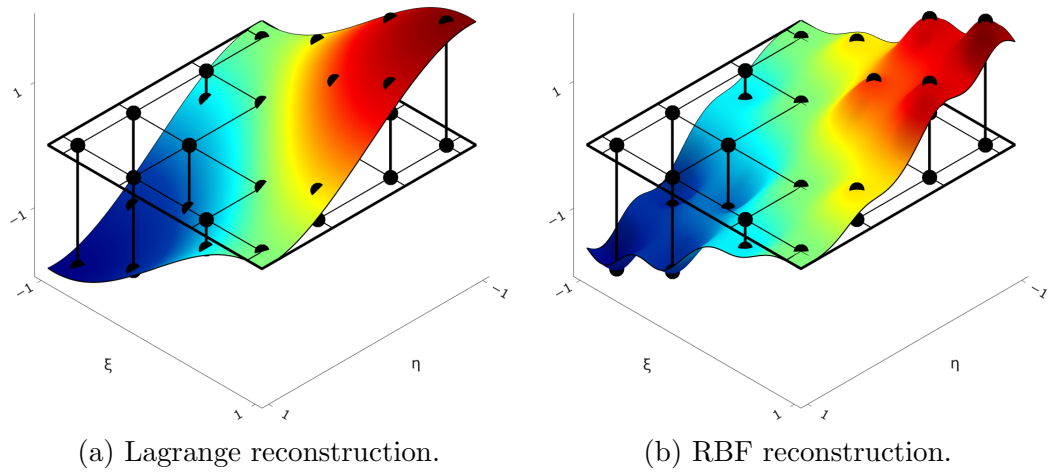 1
1
−1
−1
−1
−1
−1
−1
ξ
η
ξ
η
1
1
1
1
(a) Lagrange reconstruction.
(b) RBF reconstruction.